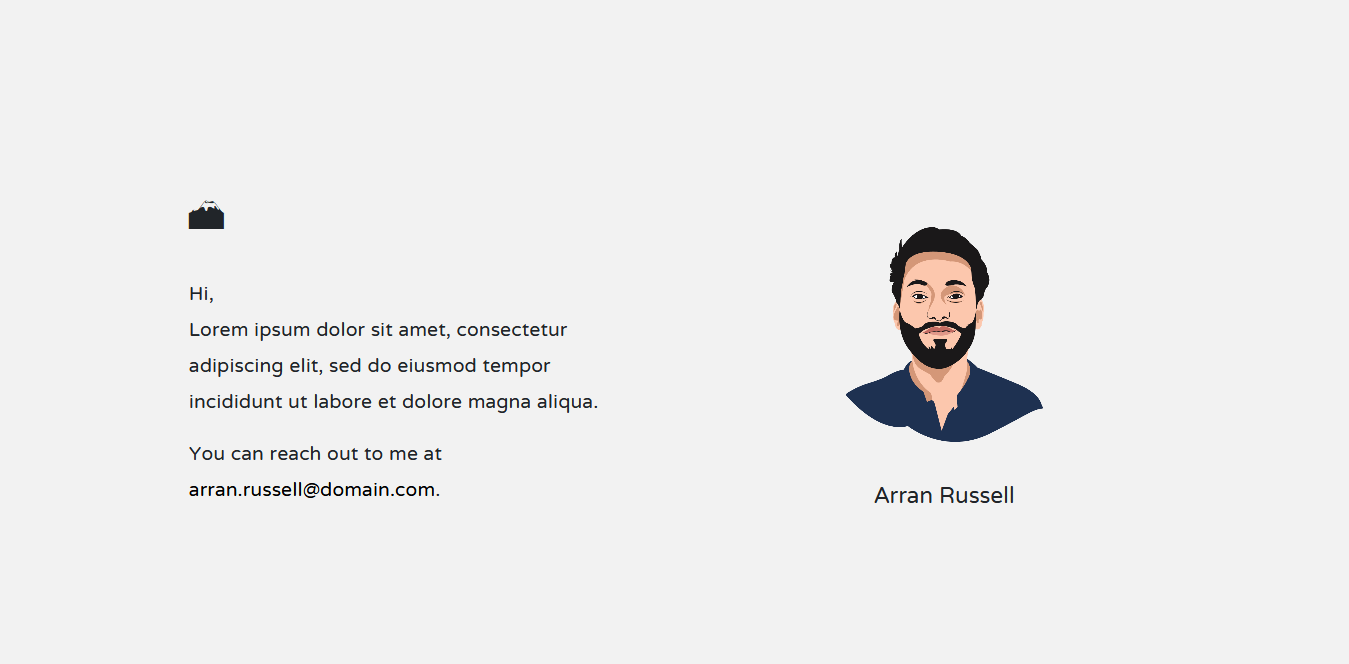 Hi,
Lorem ipsum dolor sit amet, consectetur
adipiscing elit, sed do eiusmod tempor
incididunt ut labore et dolore magna aliqua.
You can reach out to me at
arran.russell@domain.com.
Arran Russell